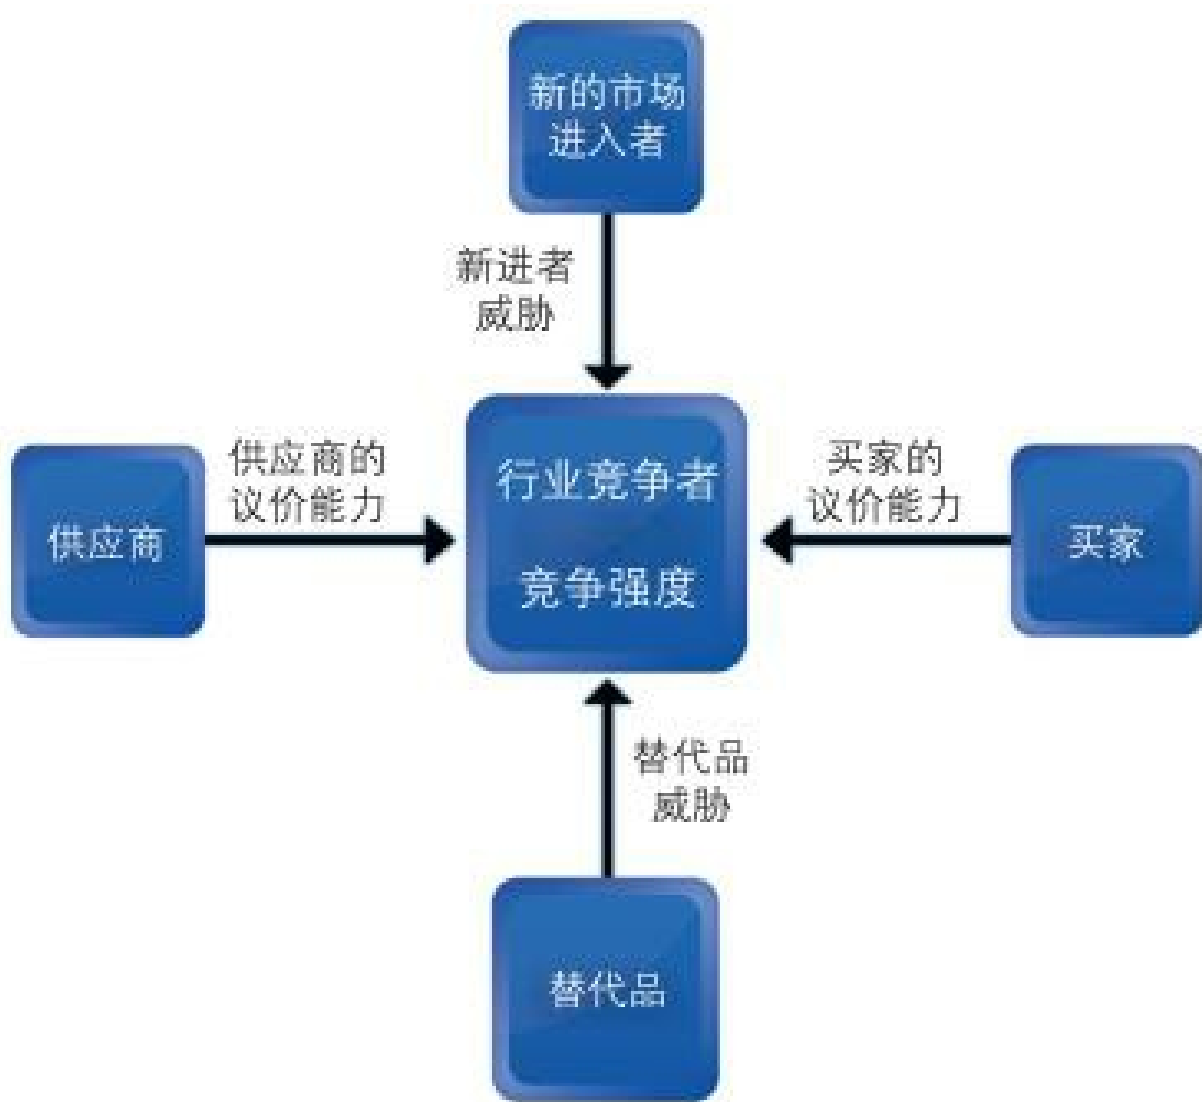 新的市场
进入者
新进者
威胁
供应商的
议价能力
供应商
行业竞争者
竞争强度
买家的
议价能力
买家
替代品
威胁
替代品